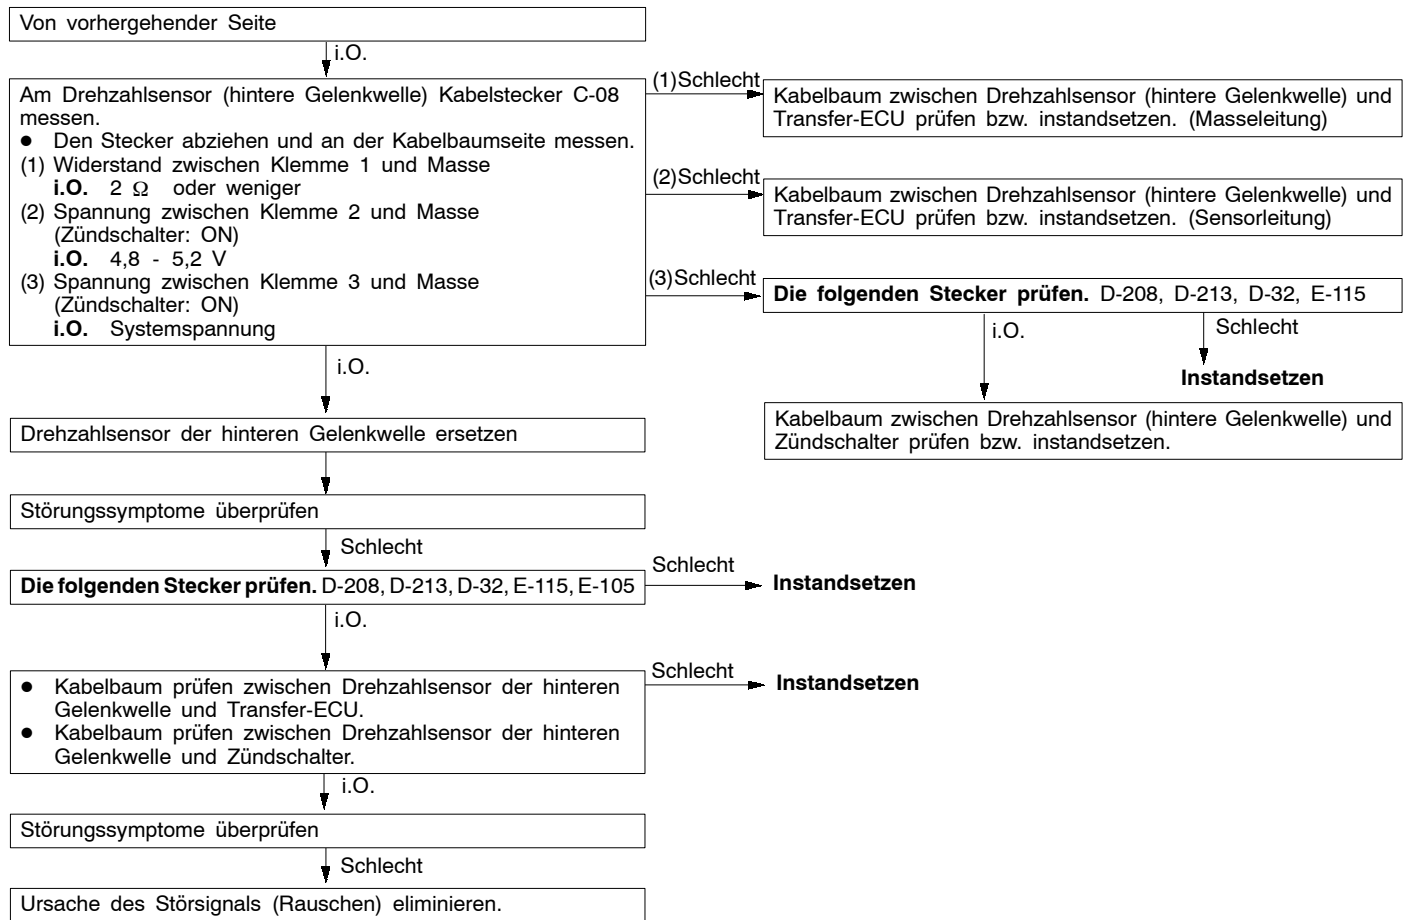 Von vorhergehender Seite
i.O.
Am Drehzahlsensor (hintere Gelenkwelle) Kabelstecker C-08
messen.
● Den Stecker abziehen und an der Kabelbaumseite messen.
(1) Widerstand zwischen Klemme 1 und Masse
i.O. 2 Ω oder weniger
(2) Spannung zwischen Klemme 2 und Masse
(Zündschalter: ON)
i.O. 4,8 - 5,2 V
(3) Spannung zwischen Klemme 3 und Masse
(Zündschalter: ON)
i.O. Systemspannung
(1)Schlecht
Kabelbaum zwischen Drehzahlsensor (hintere Gelenkwelle) und
Transfer-ECU prüfen bzw. instandsetzen. (Masseleitung)
(2)Schlecht
Kabelbaum zwischen Drehzahlsensor (hintere Gelenkwelle) und
Transfer-ECU prüfen bzw. instandsetzen. (Sensorleitung)
(3)Schlecht
Die folgenden Stecker prüfen. D-208, D-213, D-32, E-115
i.O.
Schlecht
Instandsetzen
Kabelbaum zwischen Drehzahlsensor (hintere Gelenkwelle) und
Zündschalter prüfen bzw. instandsetzen.
i.O.
Drehzahlsensor der hinteren Gelenkwelle ersetzen
Störungssymptome überprüfen
Schlecht
Die folgenden Stecker prüfen. D-208, D-213, D-32, E-115, E-105
Schlecht
Instandsetzen
i.O.
● Kabelbaum prüfen zwischen Drehzahlsensor der hinteren
Gelenkwelle und Transfer-ECU.
● Kabelbaum prüfen zwischen Drehzahlsensor der hinteren
Gelenkwelle und Zündschalter.
Schlecht
Instandsetzen
i.O.
Störungssymptome überprüfen
Schlecht
Ursache des Störsignals (Rauschen) eliminieren.